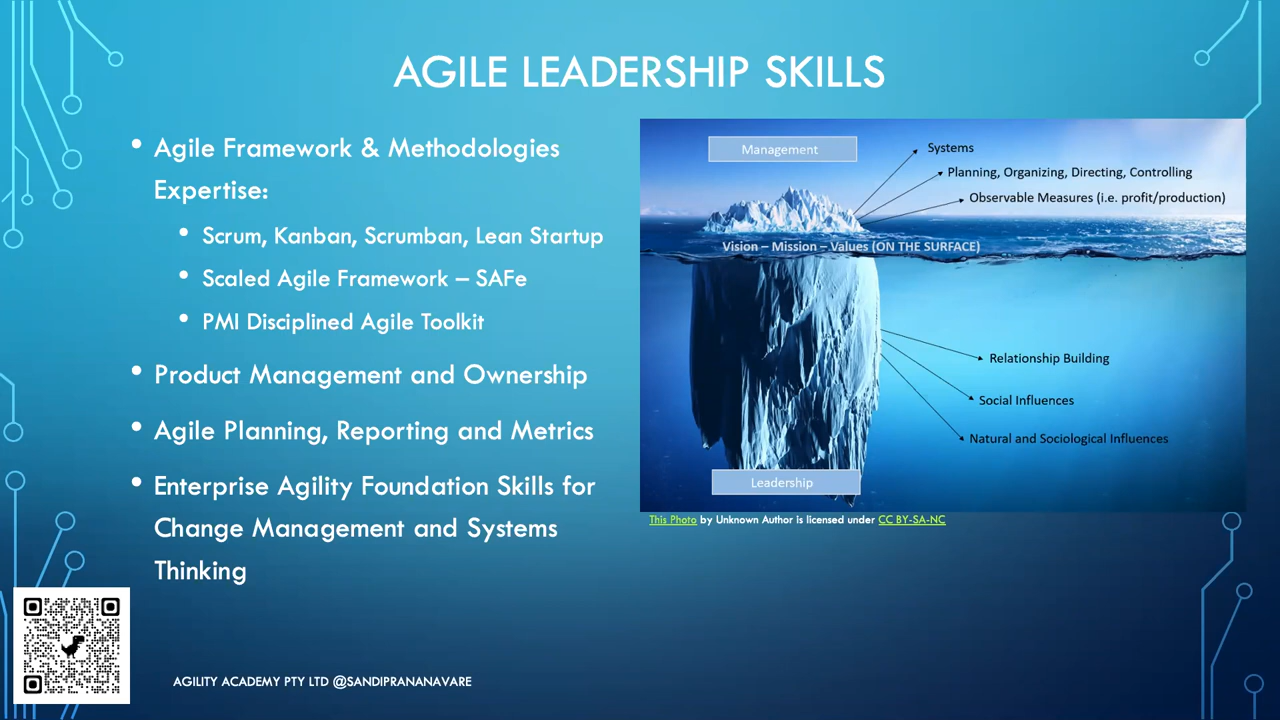 AGILE LEADERSHIP SKILLS
• Agile Framework & Methodologies
Expertise:
• Scrum, Kanban, Scrumban, Lean Startup
• Scaled Agile Framework – SAFe
• PMI Disciplined Agile Toolkit
• Product Management and Ownership
• Agile Planning, Reporting and Metrics
• Enterprise Agility Foundation Skills for
Change Management and Systems
Thinking
Management
Systems
Planning, Organizing, Directing, Controlling
Observable Measures (i.e. profit/production)
Vision – Mission – Values (ON THE SURFACE)
Relationship Building
Social Influences
Natural and Sociological Influences
Leadership
This Photo by Unknown Author is licensed under CC BY-SA-NC
AGILITY ACADEMY PTY LTD @SANDIPRANANAVARE